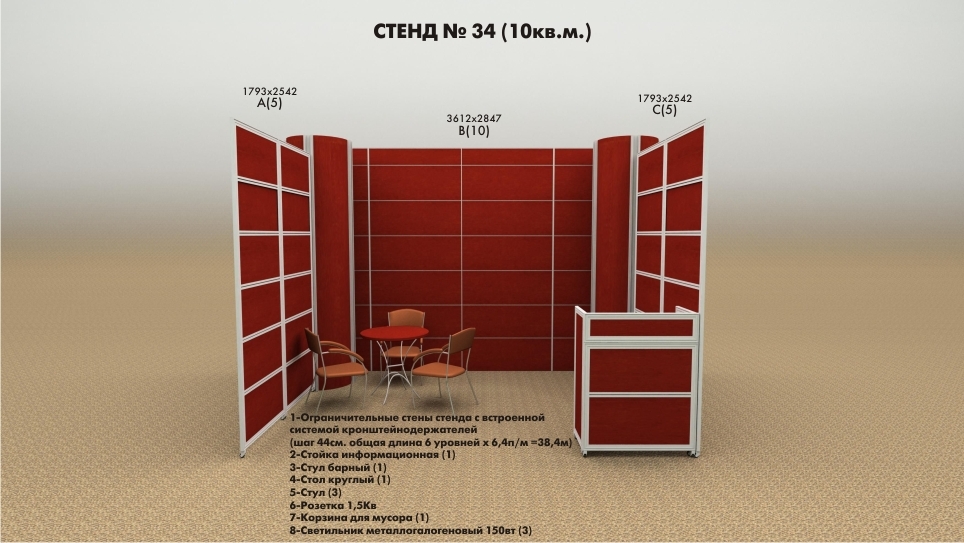 СТЕНД № 34 (10кв.м.)
1793x2542
A(5)
3612x2847
B(10)
1793x2542
C(5)
1-Ограничительные стены стенда с встроенной
системой кронштейнодержателей
(шаг 44см. общая длина 6 уровней х 6,4п/м =38,4м)
2-Стойка информационная (1)
3-Стул барный (1)
4-Стол круглый (1)
5-Стул (3)
6-Розетка 1,5Кв
7-Корзина для мусора (1)
8-Светильник металлогалогеновый 150вт (3)